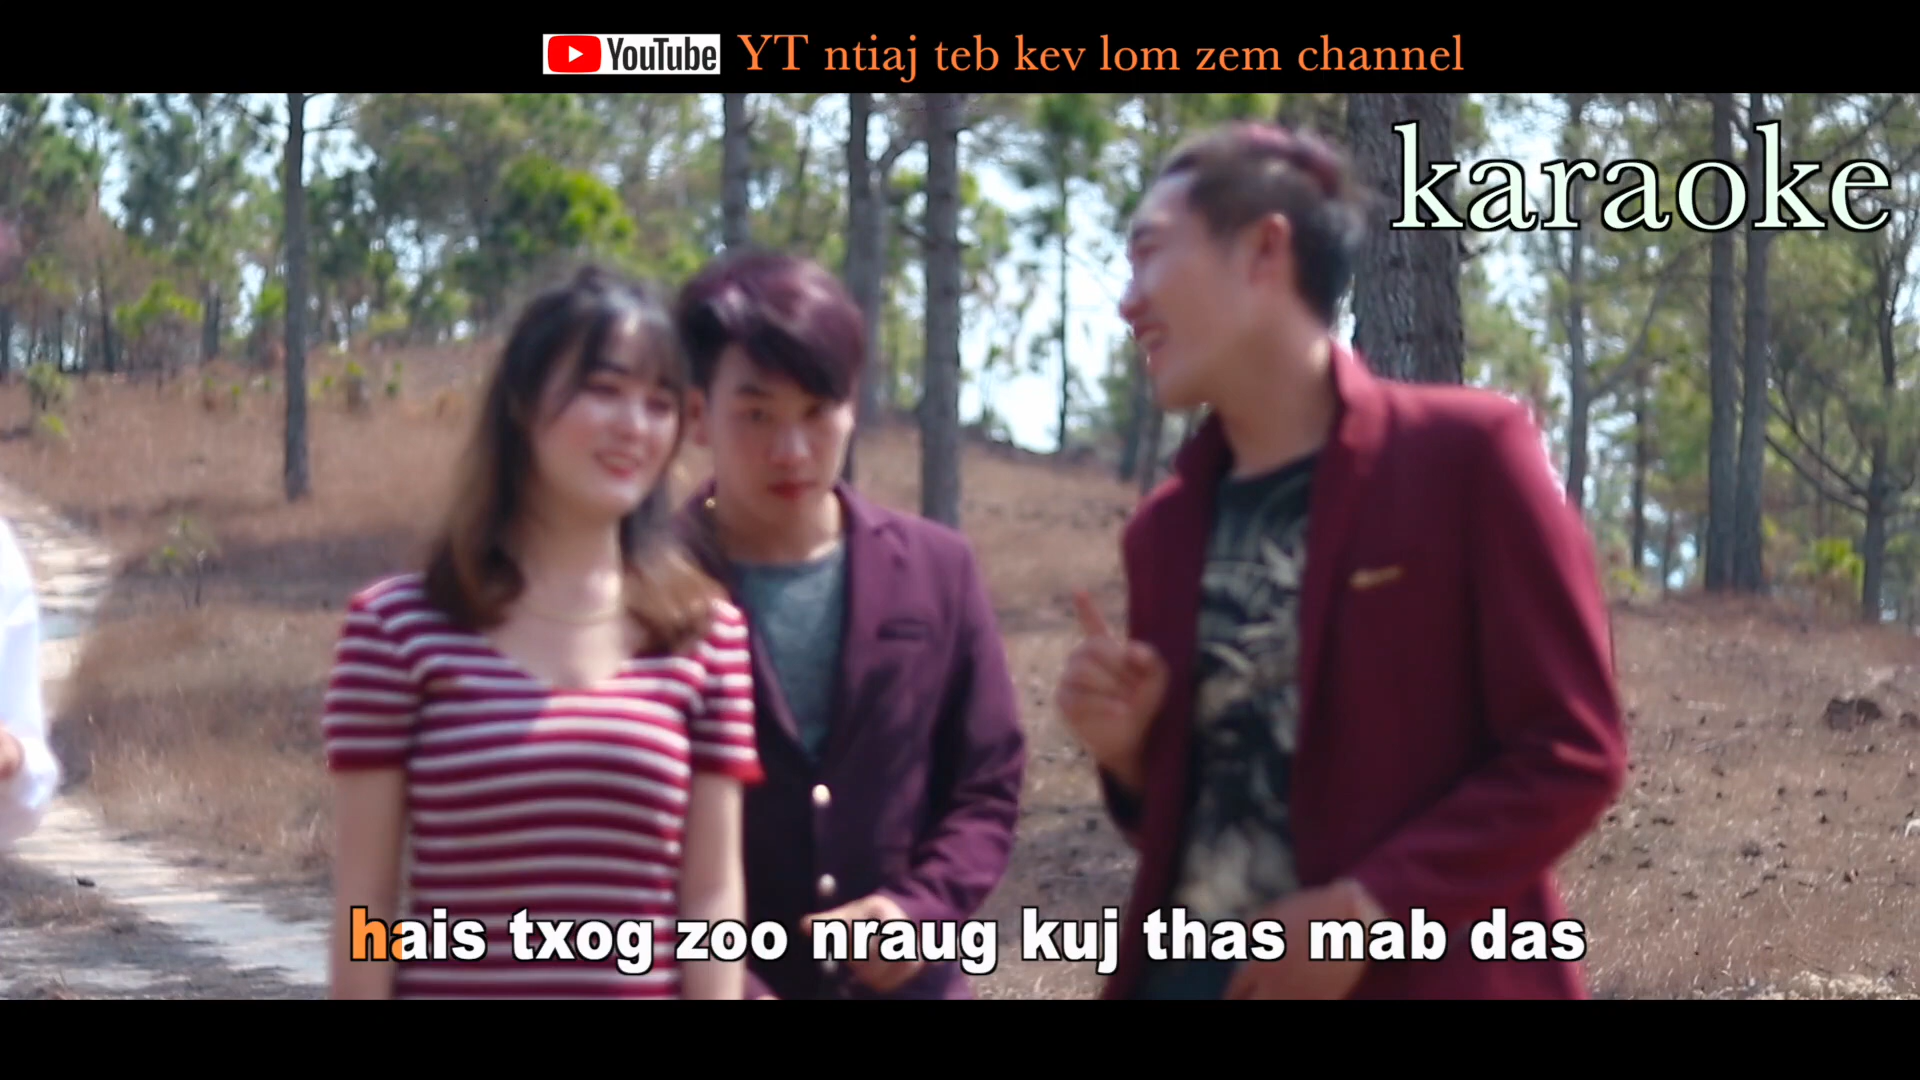 YouTube YT ntiaj teb kev lom zem channel
karaoke
hais txog zoo nraug kuj thas mab das